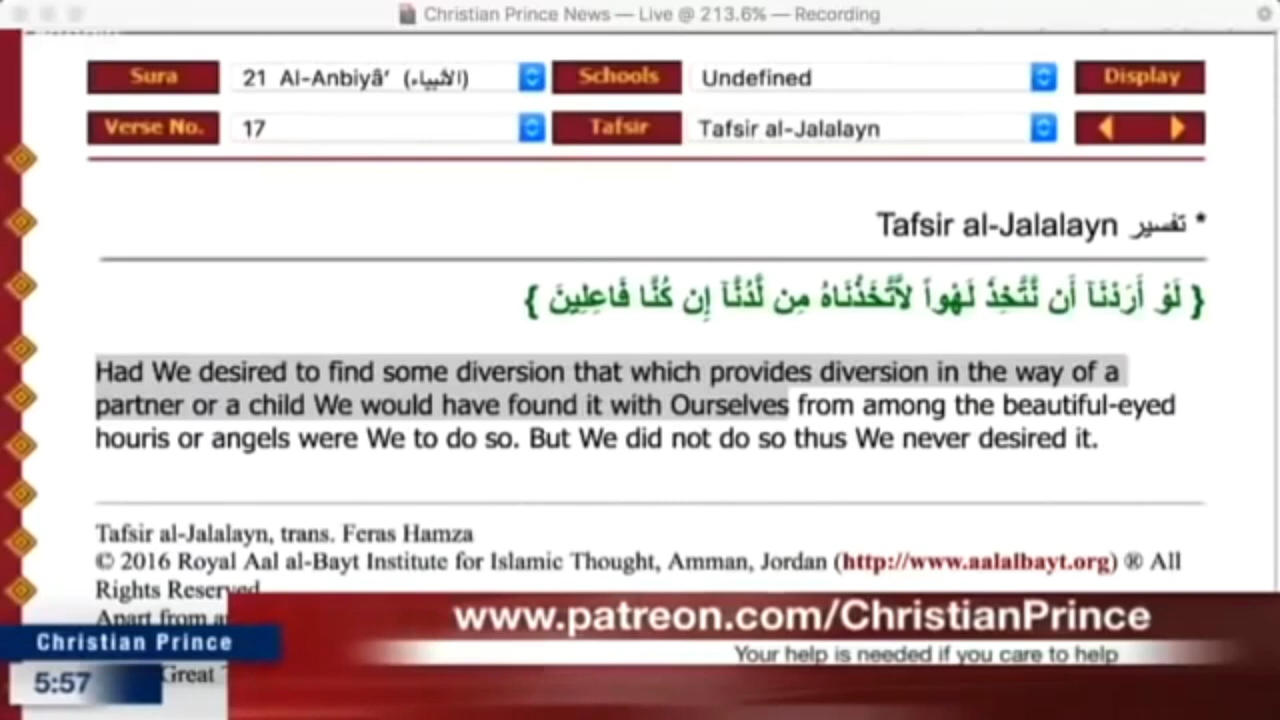 Christian Prince News — Live @ 213.6% — Recording
Sura 21 Al-Anbiyâ' (الأنبياء) Schools Undefined Display
Verse No. 17 Tafsir Tafsir al-Jalalayn
* تفسير Tafsir al-Jalalayn
{ لَوْ أَرَدْنَآ أَن نَّتَّخِذَ لَهْواً لاَّتَّخَذْنَاهُ مِن لَّدُنَّآ إِن كُنَّا فَاعِلِينَ }
Had We desired to find some diversion that which provides diversion in the way of a
partner or a child We would have found it with Ourselves from among the beautiful-eyed
houris or angels were We to do so. But We did not do so thus We never desired it.
Tafsir al-Jalalayn, trans. Feras Hamza
© 2016 Royal Aal al-Bayt Institute for Islamic Thought, Amman, Jordan (http://www.aalalbayt.org) ® All
Rights Reserved
Apart from
www.patreon.com/ChristianPrince
Christian Prince
Your help is needed if you care to help
5:57
Great